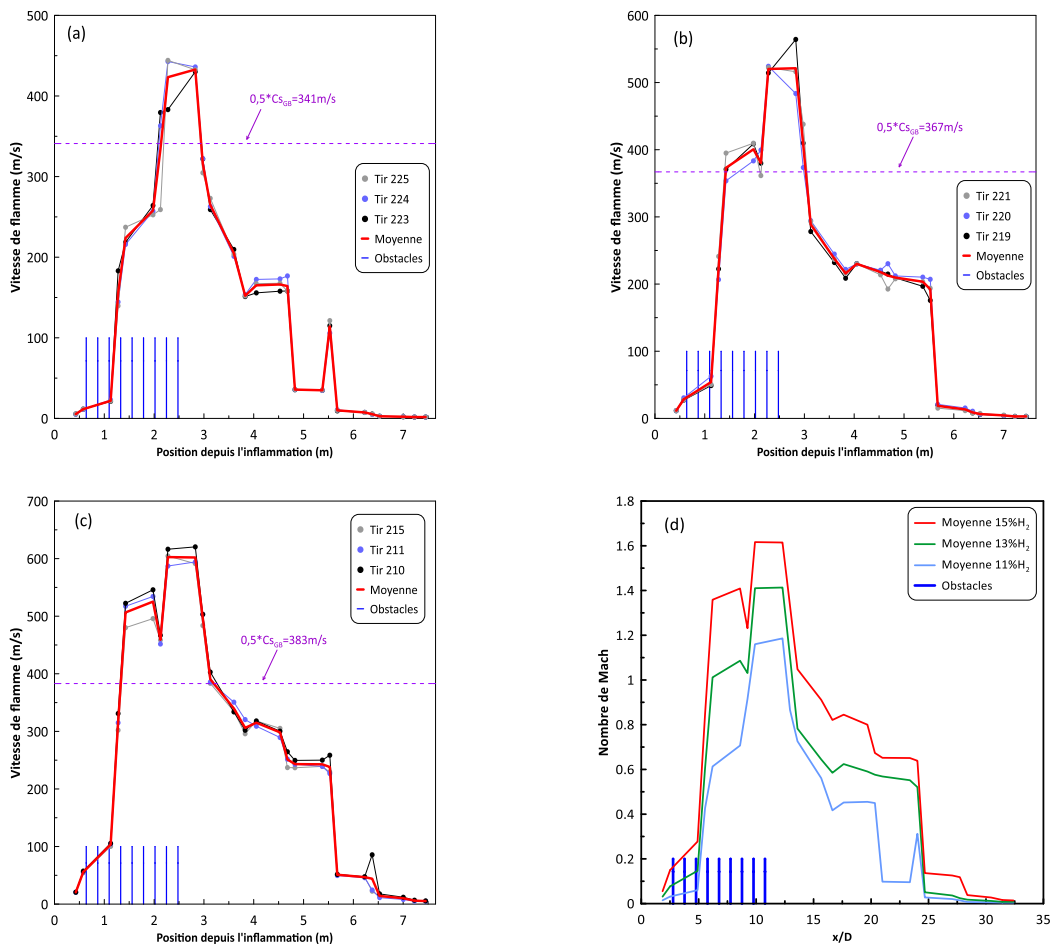 (a)
500
400
300
200
100
0
Vitesse de flamme (m/s)
0,5*Cs_GB=341m/s
Tir 225
Tir 224
Tir 223
Moyenne
Obstacles
0 1 2 3 4 5 6 7
Position depuis l'inflammation (m)
(b)
600
500
400
300
200
100
0
Vitesse de flamme (m/s)
0,5*Cs_GB=367m/s
Tir 221
Tir 220
Tir 219
Moyenne
Obstacles
0 1 2 3 4 5 6 7
Position depuis l'inflammation (m)
(c)
700
600
500
400
300
200
100
0
Vitesse de flamme (m/s)
0,5*Cs_GB=383m/s
Tir 215
Tir 211
Tir 210
Moyenne
Obstacles
0 1 2 3 4 5 6 7
Position depuis l'inflammation (m)
(d)
1.8
1.6
1.4
1.2
1
0.8
0.6
0.4
0.2
0
Nombre de Mach
Moyenne 15%H₂
Moyenne 13%H₂
Moyenne 11%H₂
Obstacles
0 5 10 15 20 25 30 35
x/D